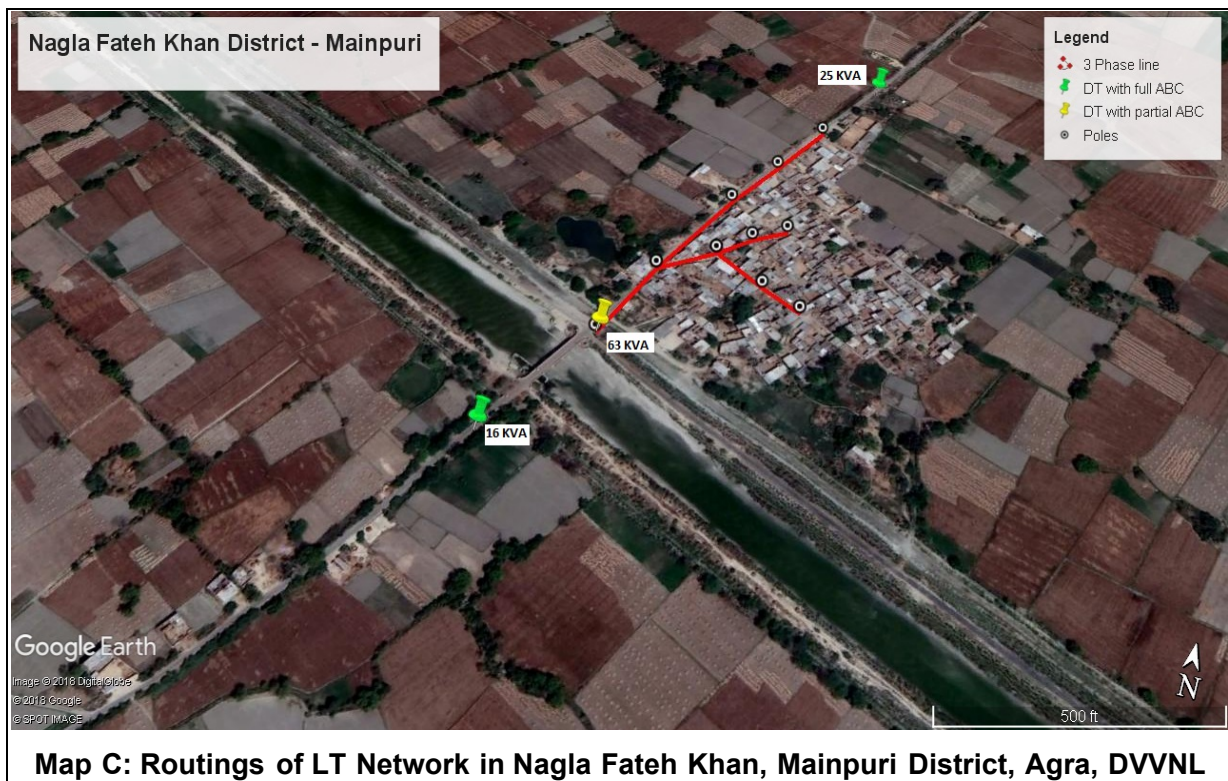 Nagla Fateh Khan District - Mainpuri
Legend
3 Phase line
DT with full ABC
DT with partial ABC
Poles
25 KVA
63 KVA
16 KVA
Google Earth
Image © 2018 DigitalGlobe
© 2018 Google
© SPOT IMAGE
N
500 ft
Map C: Routings of LT Network in Nagla Fateh Khan, Mainpuri District, Agra, DVVNL